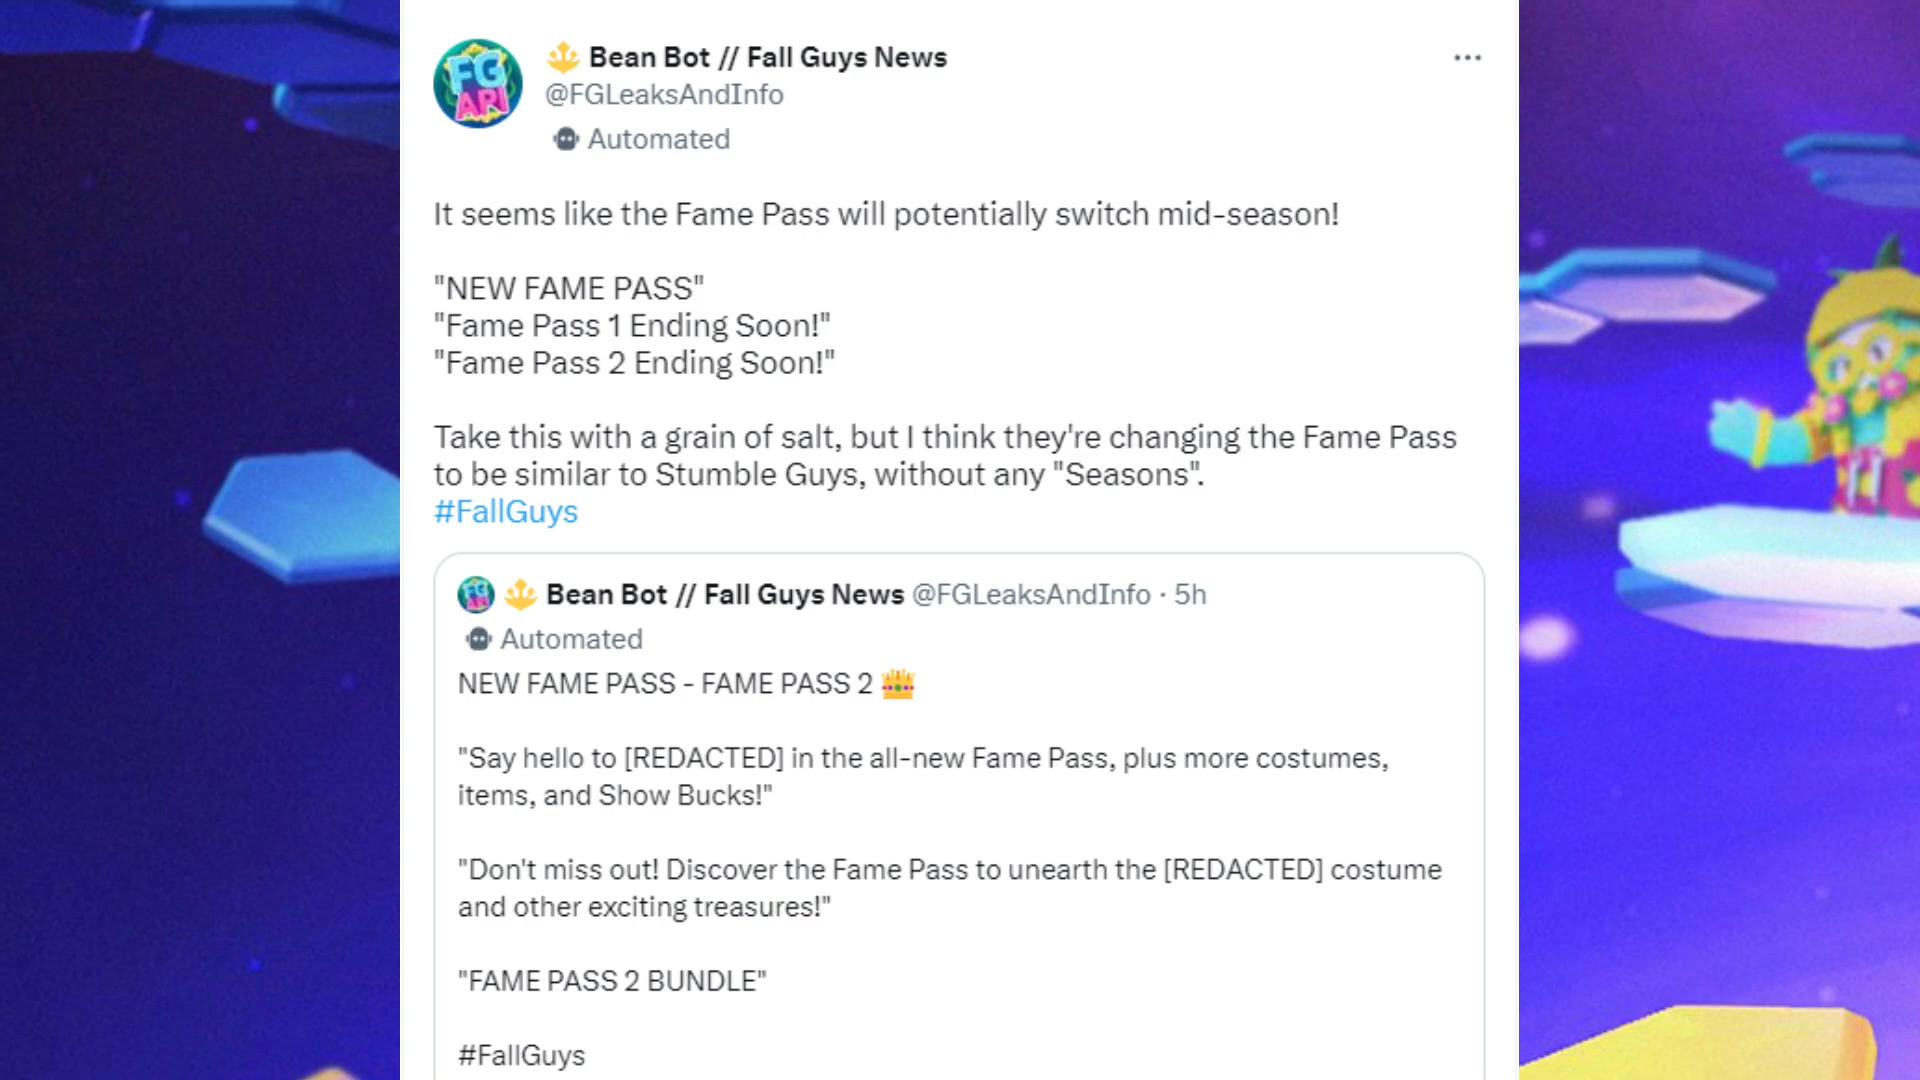 FG
API
Bean Bot // Fall Guys News
@FGLeaksAndInfo
Automated
It seems like the Fame Pass will potentially switch mid-season!
"NEW FAME PASS"
"Fame Pass 1 Ending Soon!"
"Fame Pass 2 Ending Soon!"
Take this with a grain of salt, but I think they're changing the Fame Pass
to be similar to Stumble Guys, without any "Seasons".
#FallGuys
Bean Bot // Fall Guys News @FGLeaksAndInfo · 5h
Automated
NEW FAME PASS - FAME PASS 2 👑
"Say hello to [REDACTED] in the all-new Fame Pass, plus more costumes,
items, and Show Bucks!"
"Don't miss out! Discover the Fame Pass to unearth the [REDACTED] costume
and other exciting treasures!"
"FAME PASS 2 BUNDLE"
#FallGuys